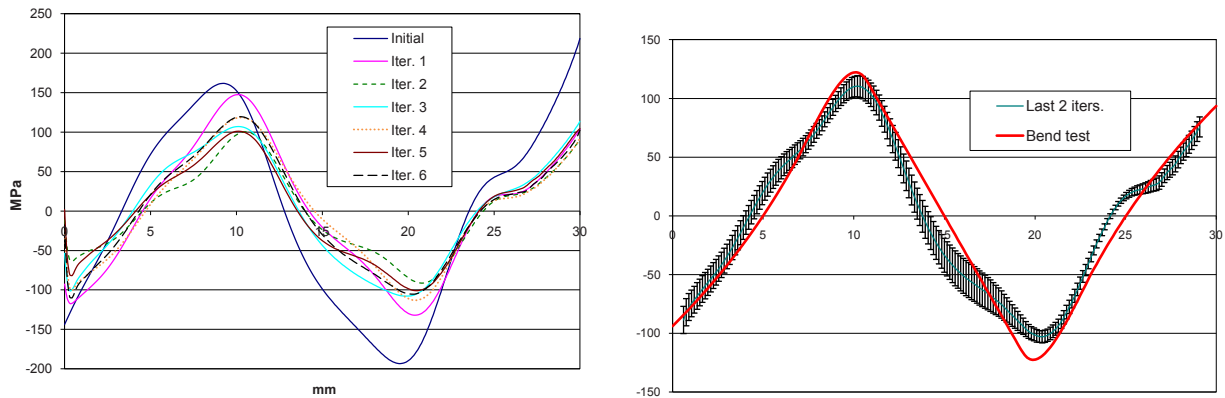 250
200
150
100
50
0
-50
-100
-150
-200
MPa
0 5 10 15 20 25 30
mm
Initial
Iter. 1
Iter. 2
Iter. 3
Iter. 4
Iter. 5
Iter. 6
150
100
50
0
-50
-100
-150
0 5 10 15 20 25 30
Last 2 iters.
Bend test